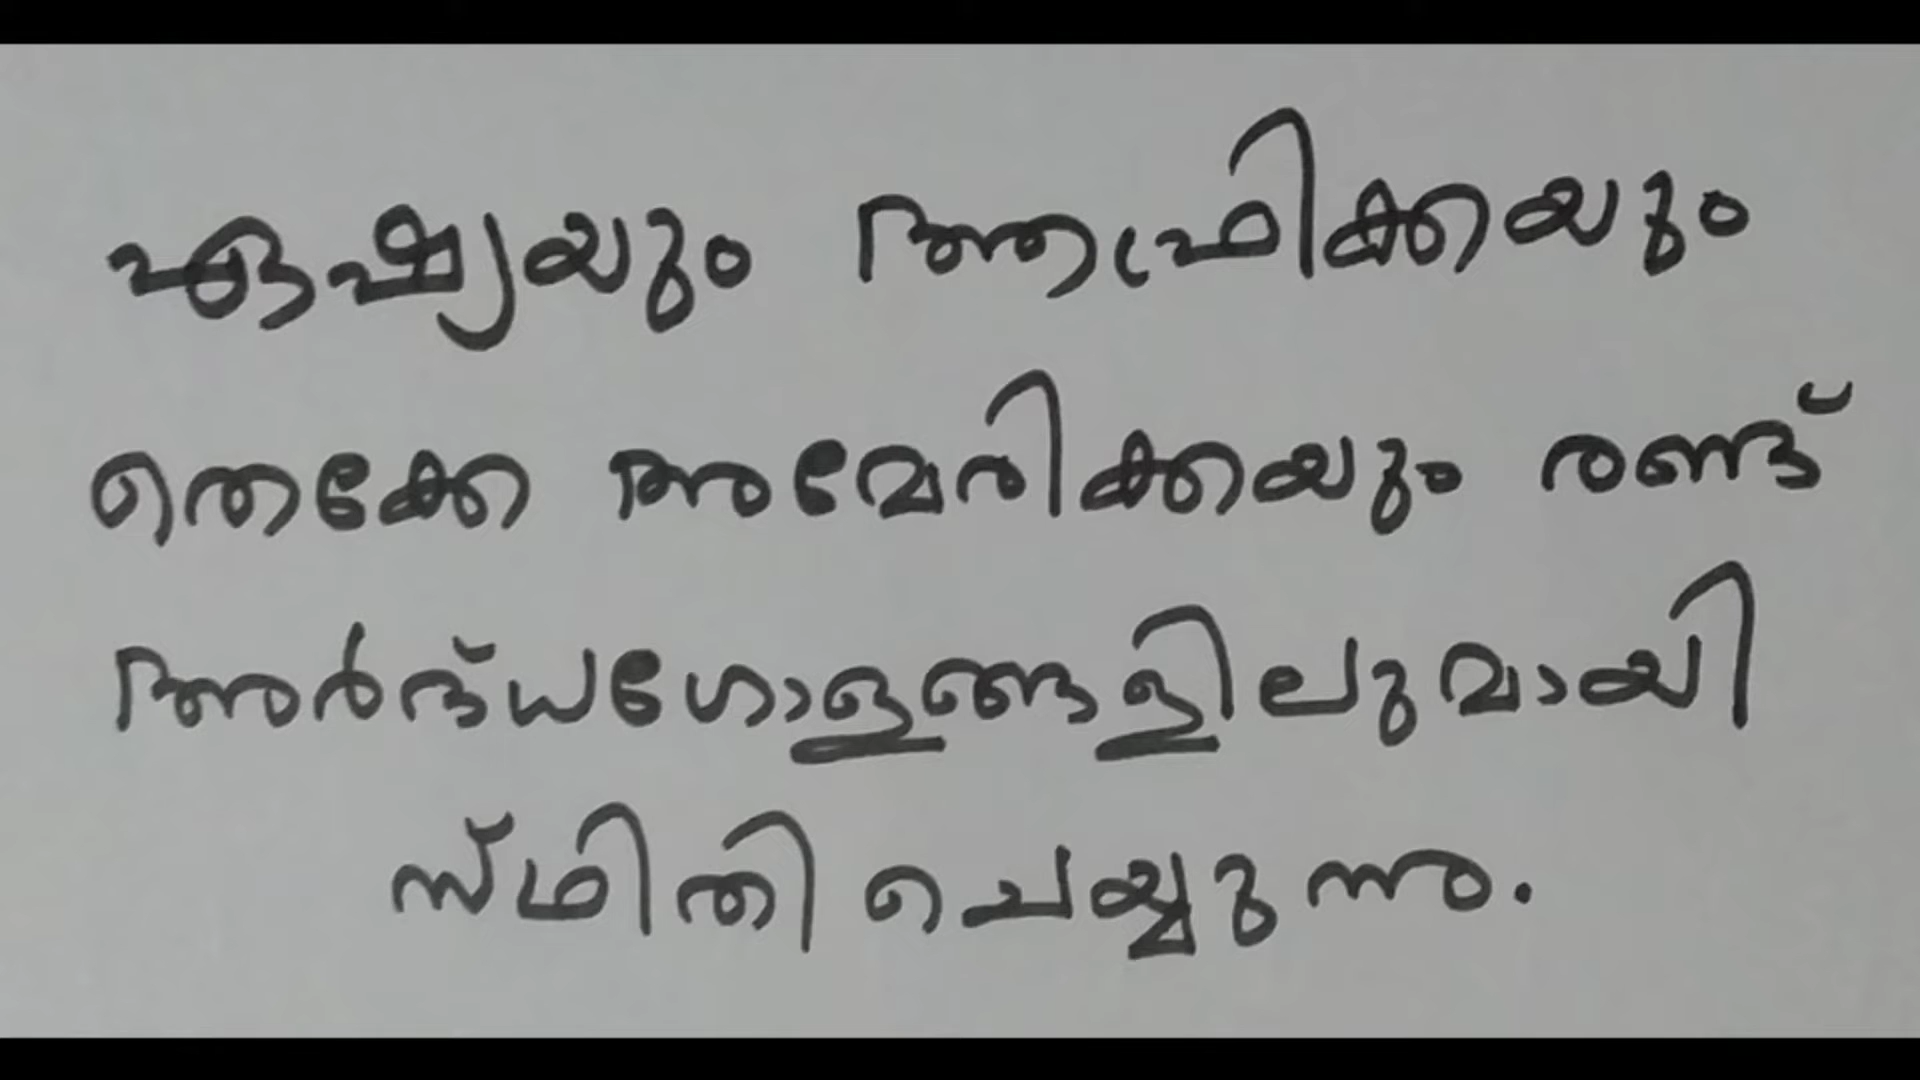 ഏഷ്യയും ആഫ്രിക്കയും
തെക്കേ അമേരിക്കയും രണ്ട്
അർദ്ധഗോളങ്ങളിലുമായി
സ്ഥിതി ചെയ്യുന്നു.